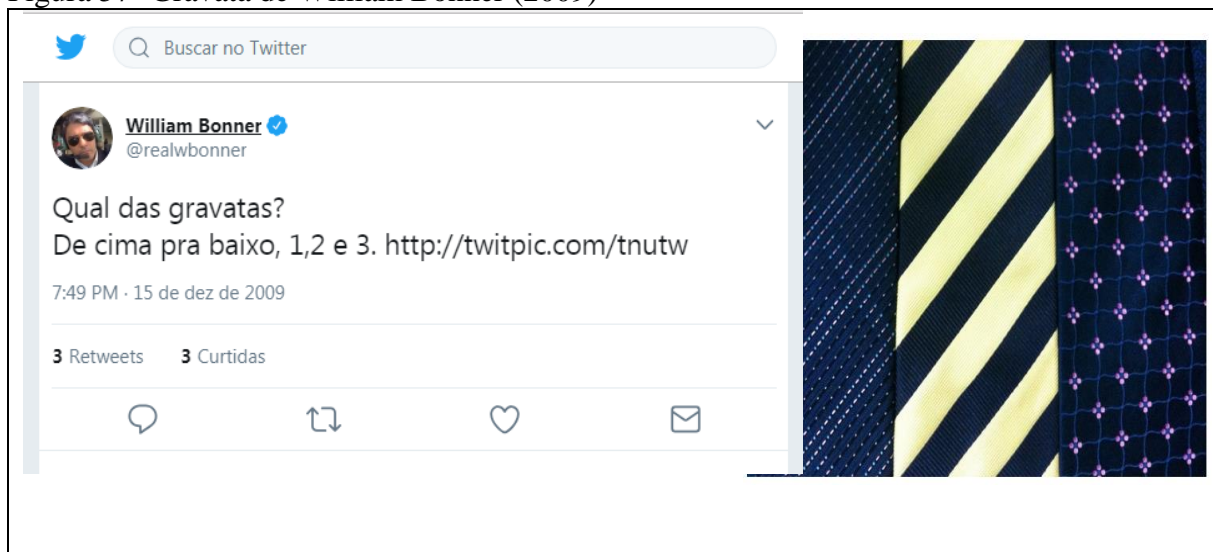 Buscar no Twitter
William Bonner
@realwbonner
Qual das gravatas?
De cima pra baixo, 1,2 e 3. http://twitpic.com/tnutw
7:49 PM · 15 de dez de 2009
3 Retweets 3 Curtidas